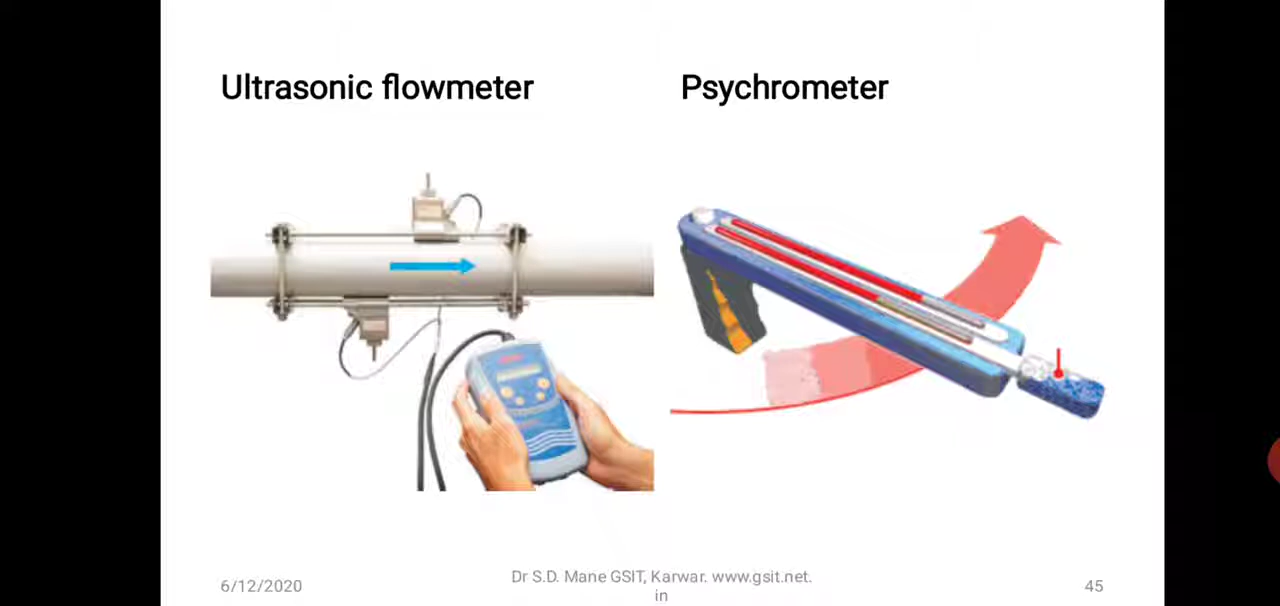 Ultrasonic flowmeter
Psychrometer
6/12/2020
Dr S.D. Mane GSIT, Karwar. www.gsit.net.
in
45